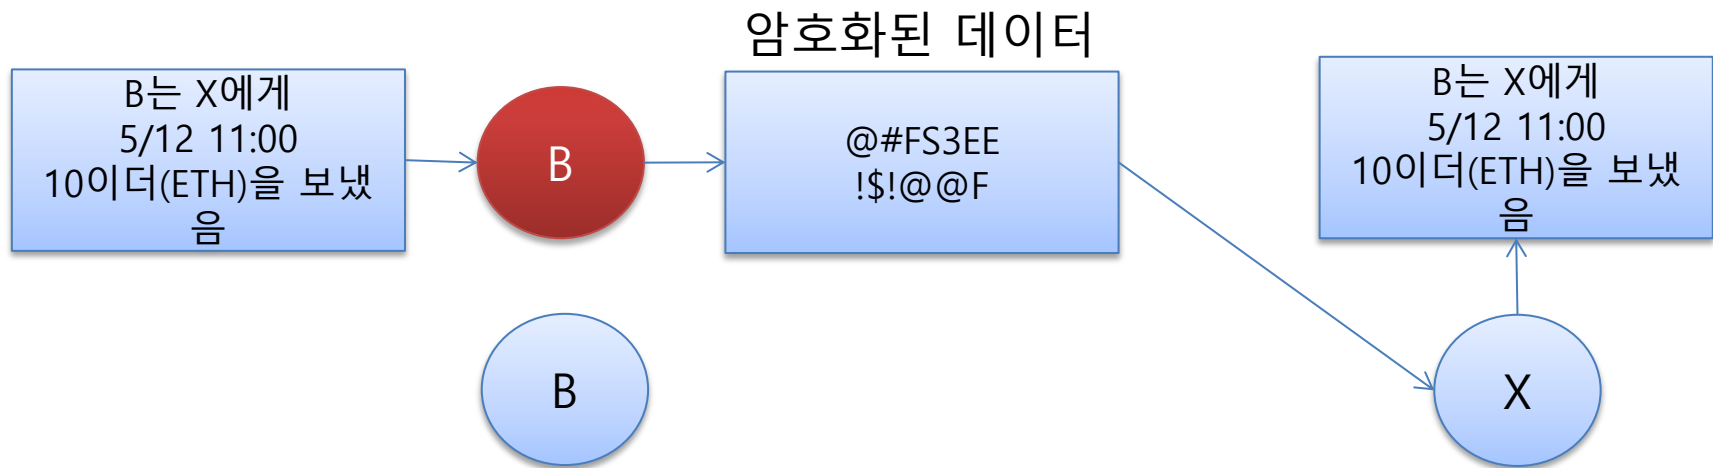 암호화된 데이터
B는 X에게
5/12 11:00
10이더(ETH)을 보냈
음
B
@#FS3EE
!$!@@F
B는 X에게
5/12 11:00
10이더(ETH)을 보냈
음
B
X